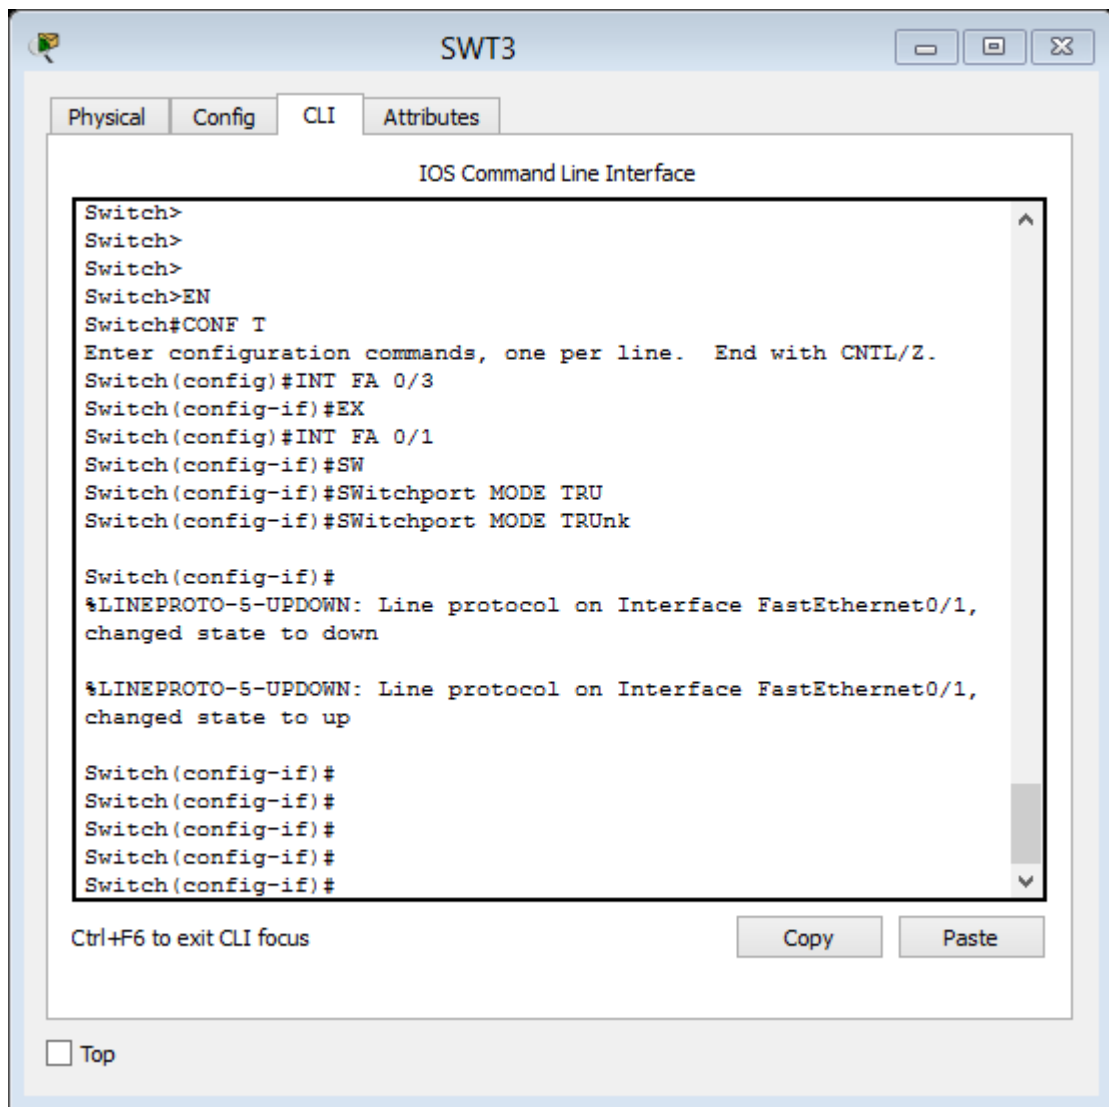 SWT3
Physical Config CLI Attributes
IOS Command Line Interface
Switch>
Switch>
Switch>
Switch>EN
Switch#CONF T
Enter configuration commands, one per line.  End with CNTL/Z.
Switch(config)#INT FA 0/3
Switch(config-if)#EX
Switch(config)#INT FA 0/1
Switch(config-if)#SW
Switch(config-if)#SWitchport MODE TRU
Switch(config-if)#SWitchport MODE TRUnk
Switch(config-if)#
%LINEPROTO-5-UPDOWN: Line protocol on Interface FastEthernet0/1,
changed state to down
%LINEPROTO-5-UPDOWN: Line protocol on Interface FastEthernet0/1,
changed state to up
Switch(config-if)#
Switch(config-if)#
Switch(config-if)#
Switch(config-if)#
Switch(config-if)#
Ctrl+F6 to exit CLI focus Copy Paste
Top